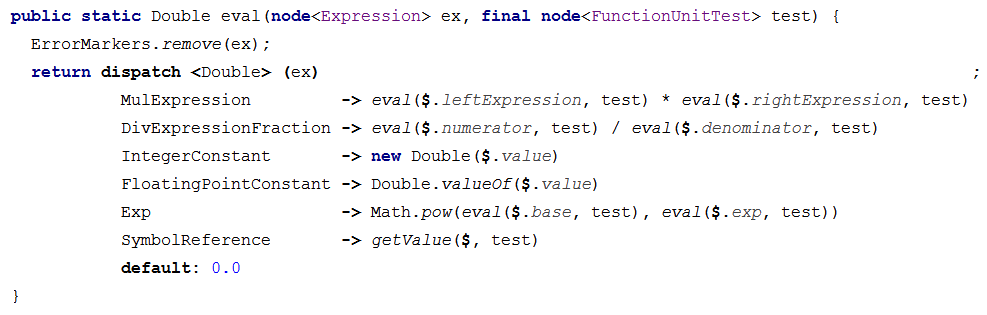 public static Double eval(node<Expression> ex, final node<FunctionUnitTest> test) {
ErrorMarkers.remove(ex);
return dispatch <Double> (ex) ;
MulExpression -> eval($.leftExpression, test) * eval($.rightExpression, test)
DivExpressionFraction -> eval($.numerator, test) / eval($.denominator, test)
IntegerConstant -> new Double($.value)
FloatingPointConstant -> Double.valueOf($.value)
Exp -> Math.pow(eval($.base, test), eval($.exp, test))
SymbolReference -> getValue($, test)
default: 0.0
}